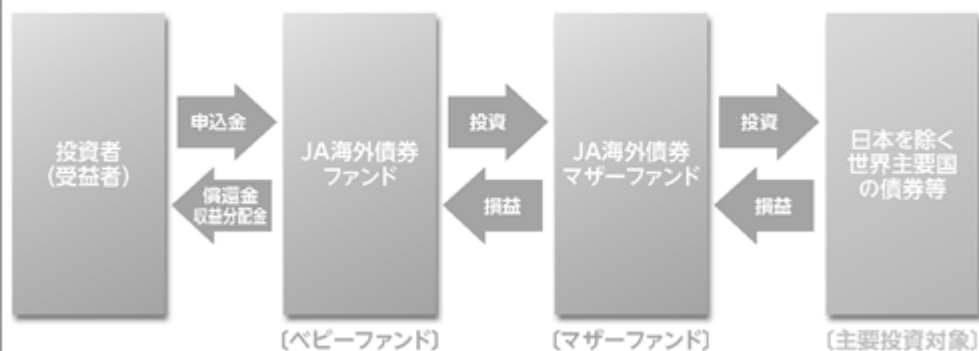 投資者
(受益者)
申込金
償還金
収益分配金
JA海外債券
ファンド
投資
損益
JA海外債券
マザーファンド
投資
損益
日本を除く
世界主要国
の債券等
〔ベビーファンド〕
〔マザーファンド〕
〔主要投資対象〕